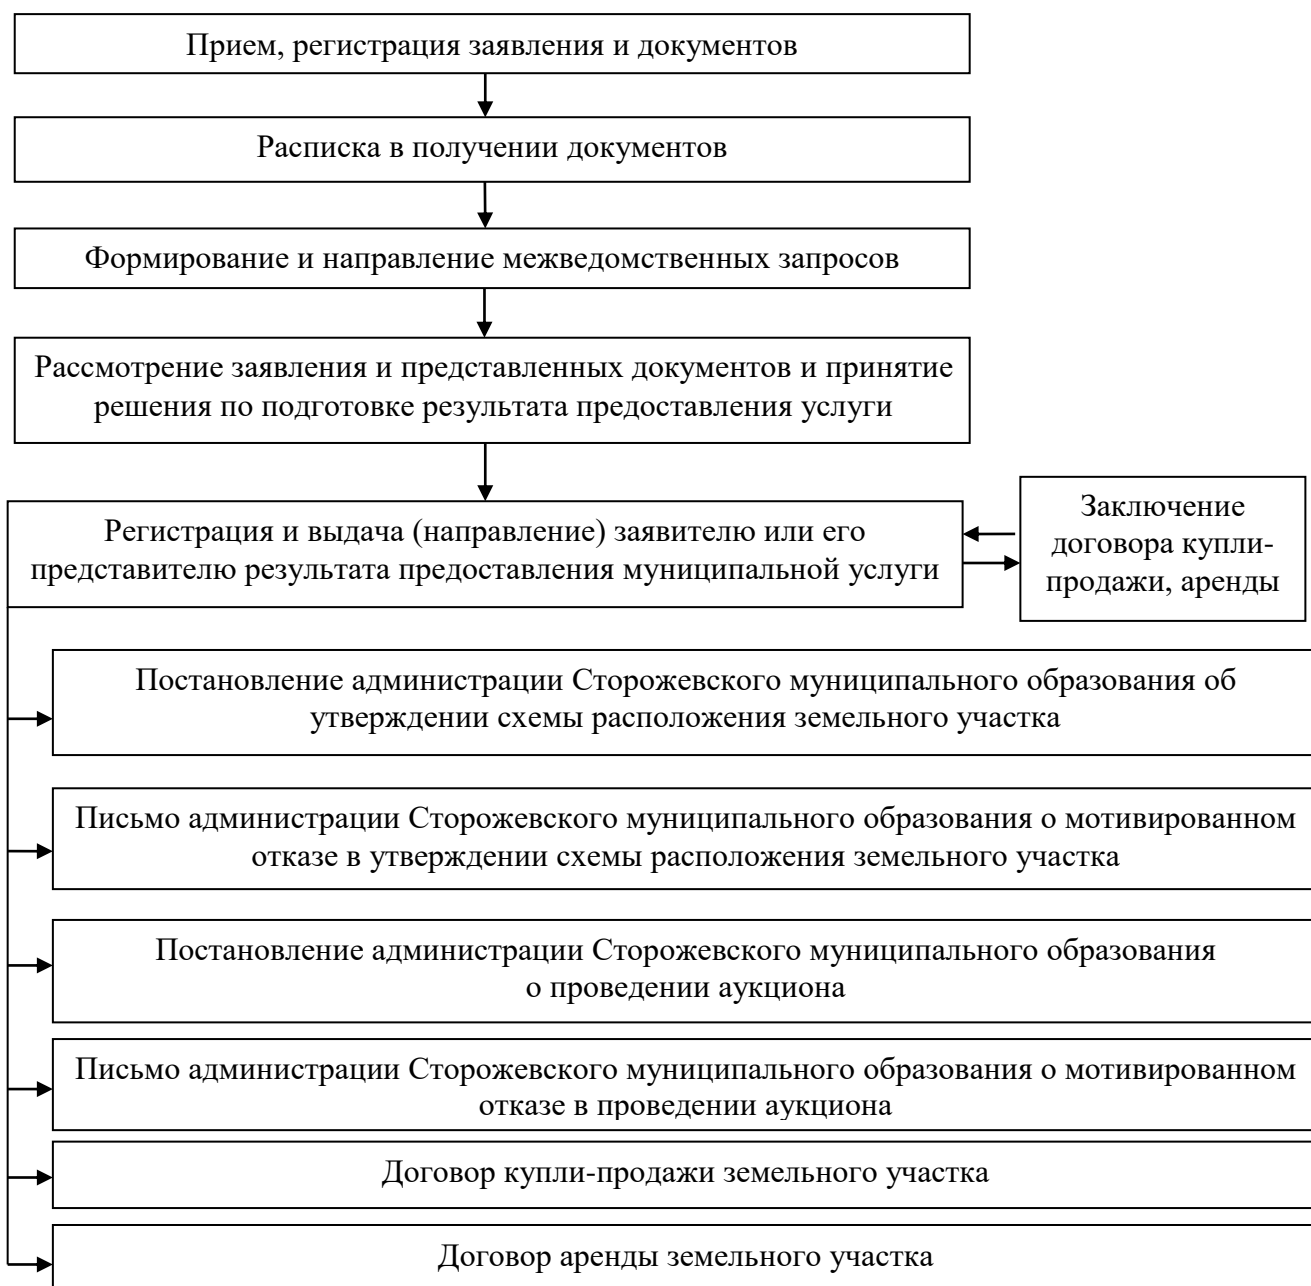 Прием, регистрация заявления и документов
Расписка в получении документов
Формирование и направление межведомственных запросов
Рассмотрение заявления и представленных документов и принятие
решения по подготовке результата предоставления услуги
Регистрация и выдача (направление) заявителю или его
представителю результата предоставления муниципальной услуги
Заключение
договора купли-
продажи, аренды
Постановление администрации Сторожевского муниципального образования об
утверждении схемы расположения земельного участка
Письмо администрации Сторожевского муниципального образования о мотивированном
отказе в утверждении схемы расположения земельного участка
Постановление администрации Сторожевского муниципального образования
о проведении аукциона
Письмо администрации Сторожевского муниципального образования о мотивированном
отказе в проведении аукциона
Договор купли-продажи земельного участка
Договор аренды земельного участка